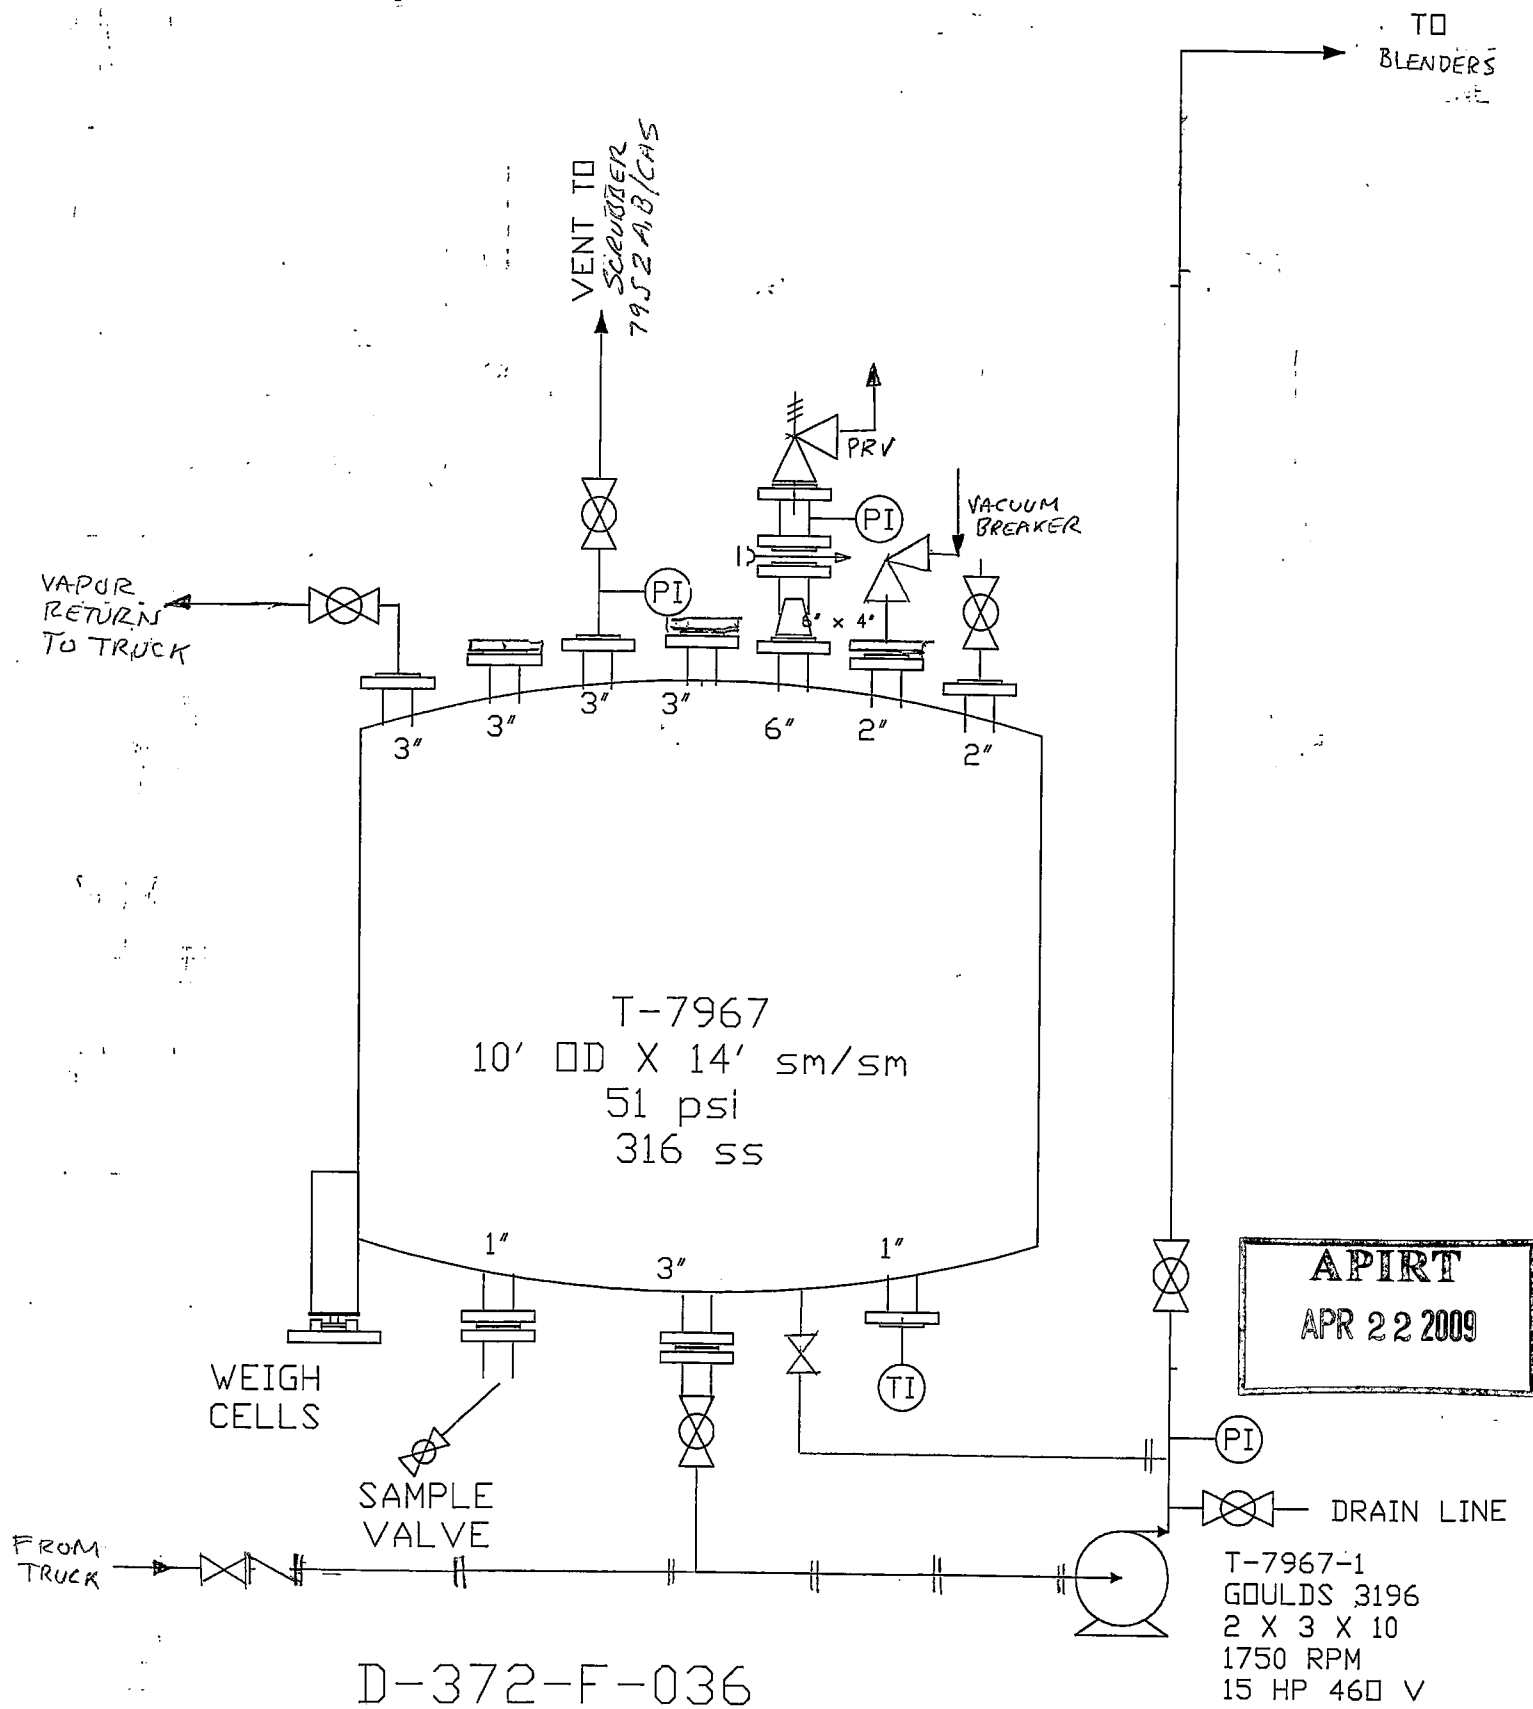 TO
BLENDERS
VENT TO
SCRUBBER
7952 A,B/CAS
PRV
PI
VACUUM
BREAKER
VAPOR
RETURN
TO TRUCK
PI
6" x 4"
3"
3"
3"
3"
6"
2"
2"
T-7967
10' OD X 14' sm/sm
51 psi
316 ss
1"
3"
1"
APIRT
APR 22 2009
WEIGH
CELLS
TI
PI
SAMPLE
VALVE
DRAIN LINE
FROM
TRUCK
T-7967-1
GOULDS 3196
2 X 3 X 10
1750 RPM
15 HP 460 V
D-372-F-036